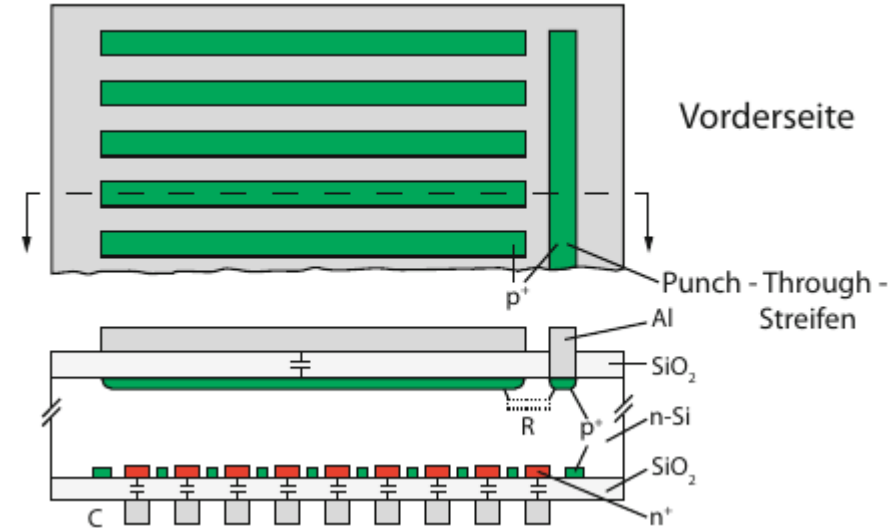 Vorderseite
p⁺
Punch - Through -
Streifen
Al
SiO₂
R
p⁺
n-Si
SiO₂
C
n⁺